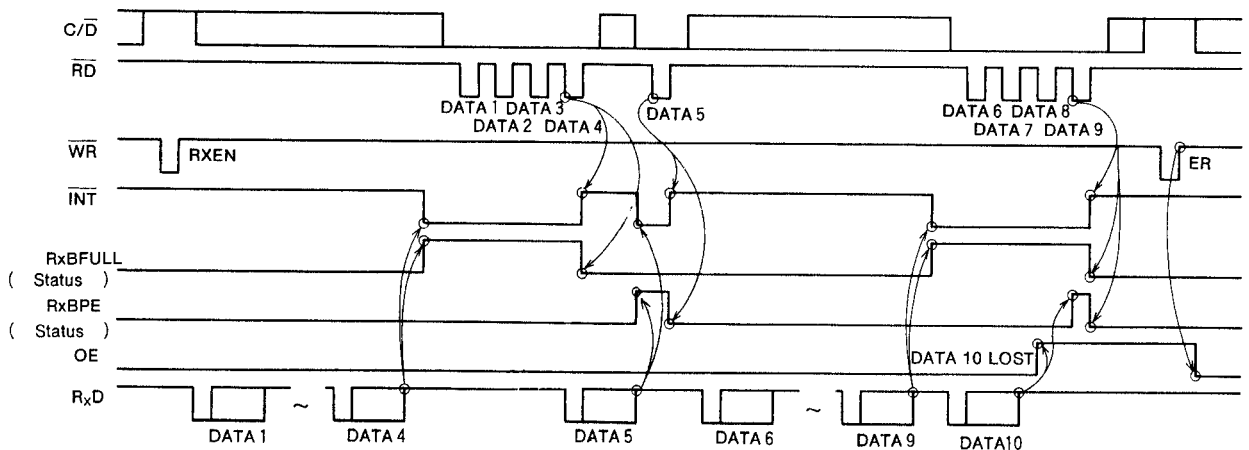 C/D
RD
DATA 1 DATA 3 DATA 5 DATA 6 DATA 8
DATA 2 DATA 4 DATA 7 DATA 9
WR RXEN ER
INT
RxBFULL
( Status )
RxBPE
( Status )
OE DATA 10 LOST
RxD ~ ~
DATA 1 DATA 4 DATA 5 DATA 6 DATA 9 DATA10